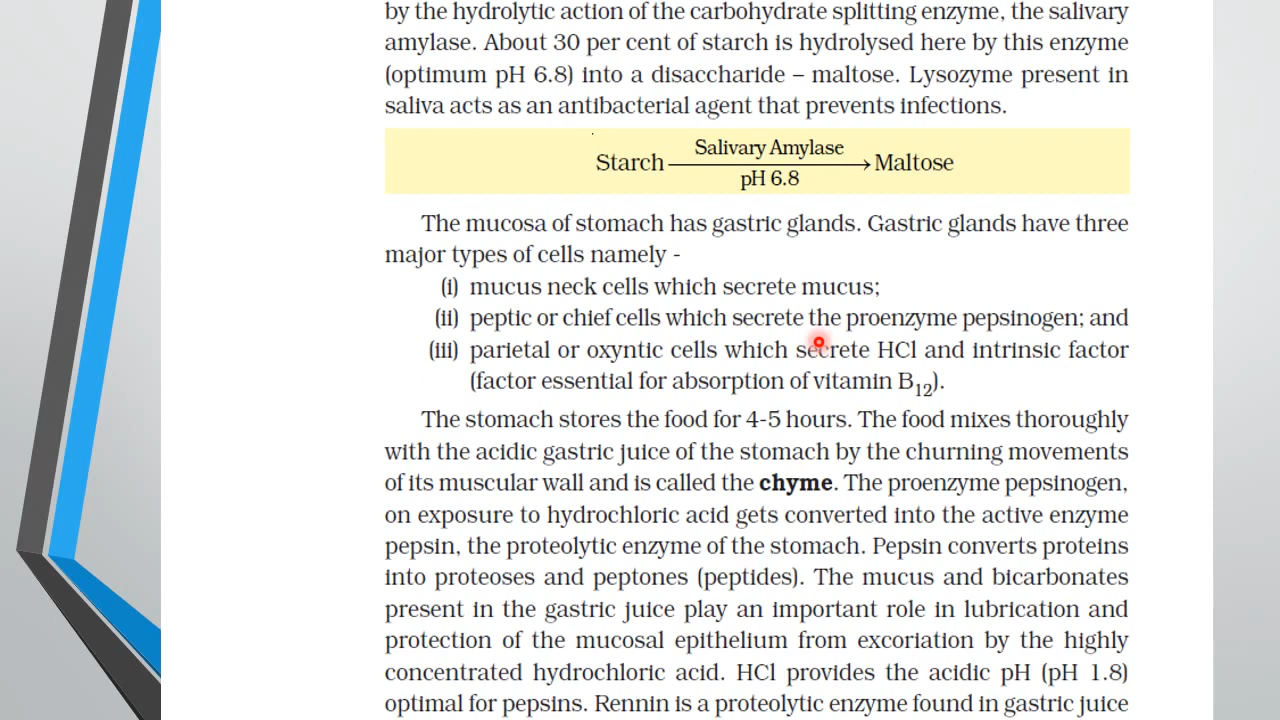 by the hydrolytic action of the carbohydrate splitting enzyme, the salivary
amylase. About 30 per cent of starch is hydrolysed here by this enzyme
(optimum pH 6.8) into a disaccharide – maltose. Lysozyme present in
saliva acts as an antibacterial agent that prevents infections.
Salivary Amylase
Starch → Maltose
pH 6.8
The mucosa of stomach has gastric glands. Gastric glands have three
major types of cells namely -
(i) mucus neck cells which secrete mucus;
(ii) peptic or chief cells which secrete the proenzyme pepsinogen; and
(iii) parietal or oxyntic cells which secrete HCl and intrinsic factor
(factor essential for absorption of vitamin B12).
The stomach stores the food for 4-5 hours. The food mixes thoroughly
with the acidic gastric juice of the stomach by the churning movements
of its muscular wall and is called the chyme. The proenzyme pepsinogen,
on exposure to hydrochloric acid gets converted into the active enzyme
pepsin, the proteolytic enzyme of the stomach. Pepsin converts proteins
into proteoses and peptones (peptides). The mucus and bicarbonates
present in the gastric juice play an important role in lubrication and
protection of the mucosal epithelium from excoriation by the highly
concentrated hydrochloric acid. HCl provides the acidic pH (pH 1.8)
optimal for pepsins. Rennin is a proteolytic enzyme found in gastric juice